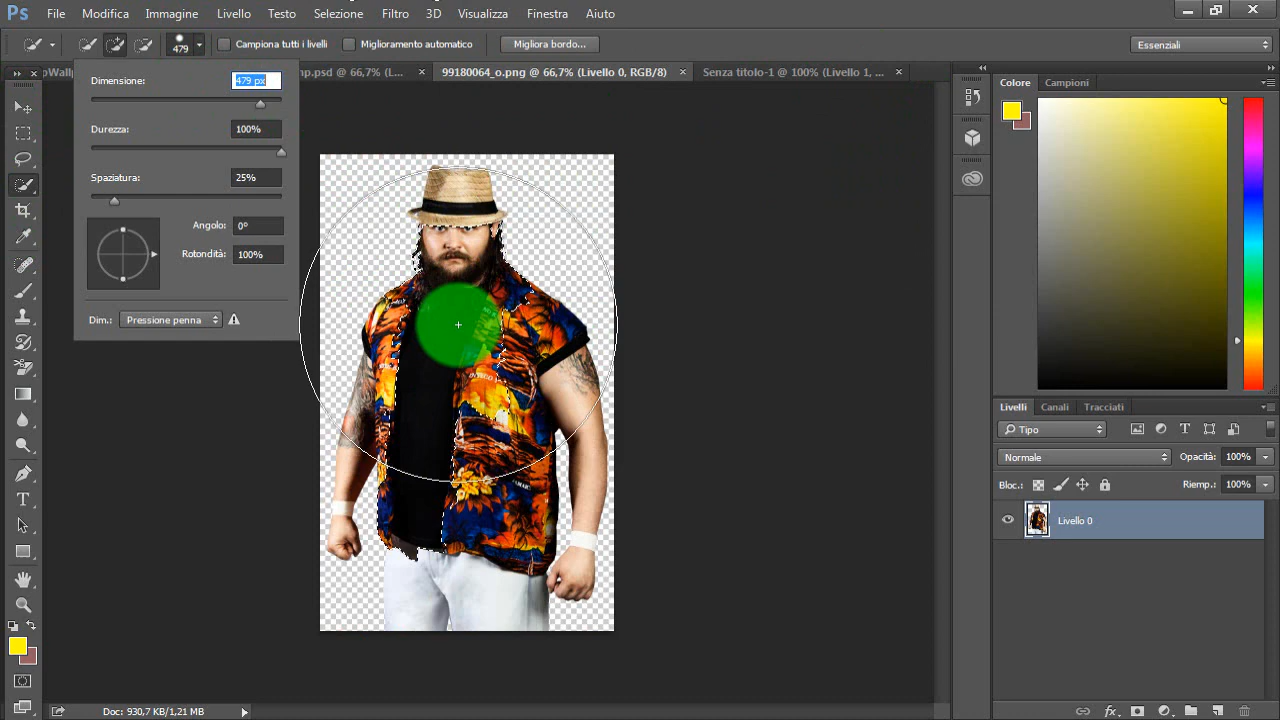 Ps File Modifica Immagine Livello Testo Selezione Filtro 3D Visualizza Finestra Aiuto
479 Campiona tutti i livelli Miglioramento automatico Migliora bordo... Essenziali
np.psd @ 66,7% (L... × 99180064_o.png @ 66,7% (Livello 0, RGB/8) × Senza titolo-1 @ 100% (Livello 1, ... ×
Dimensione: 479 px
Durezza: 100%
Spaziatura: 25%
Angolo: 0°
Rotondità: 100%
Dim.: Pressione penna
Colore Campioni
Livelli Canali Tracciati
Tipo
Normale Opacità: 100%
Bloc.: Riemp.: 100%
Livello 0
Doc: 930,7 KB/1,21 MB